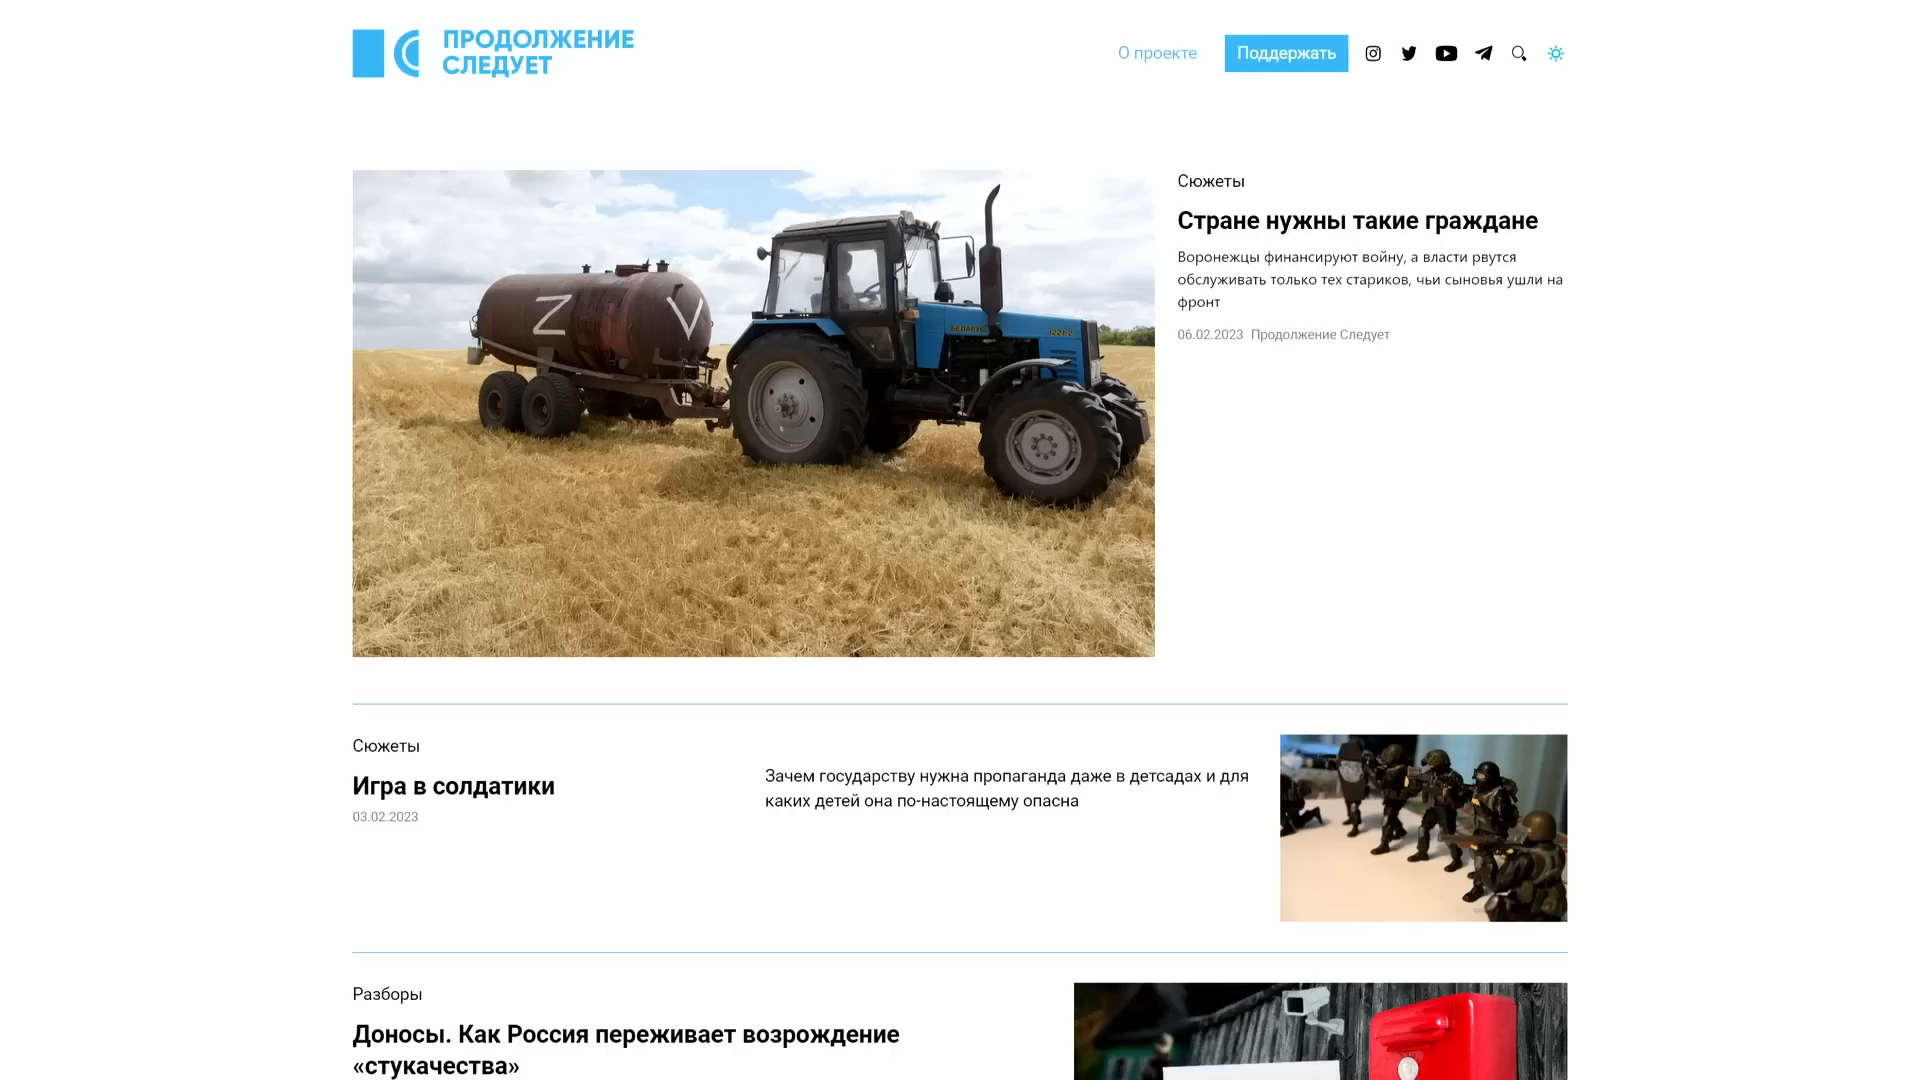 ПРОДОЛЖЕНИЕ
СЛЕДУЕТ
О проекте
Поддержать
Сюжеты
Стране нужны такие граждане
Воронежцы финансируют войну, а власти рвутся
обслуживать только тех стариков, чьи сыновья ушли на
фронт
06.02.2023 Продолжение Следует
Z V
БЕЛАРУС
Сюжеты
Игра в солдатики
03.02.2023
Зачем государству нужна пропаганда даже в детсадах и для
каких детей она по-настоящему опасна
Разборы
Доносы. Как Россия переживает возрождение
«стукачества»